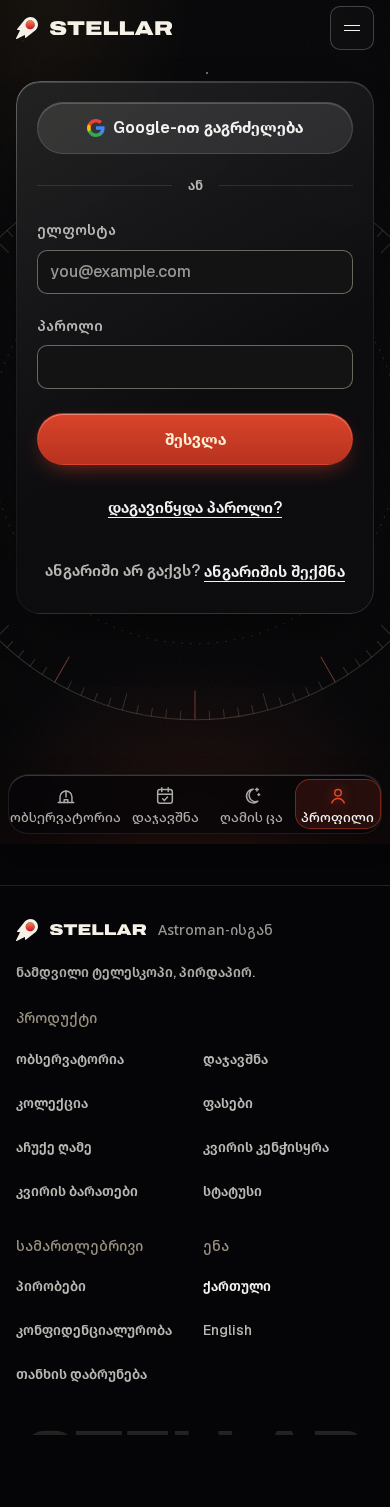 STELLAR
Google-ით გაგრძელება
ან
ელფოსტა
you@example.com
პაროლი
შესვლა
დაგავიწყდა პაროლი?
ანგარიში არ გაქვს? ანგარიშის შექმნა
ობსერვატორია დაჯავშნა ღამის ცა პროფილი
STELLAR Astroman-ისგან
ნამდვილი ტელესკოპი, პირდაპირ.
პროდუქტი
ობსერვატორია დაჯავშნა
კოლექცია ფასები
აჩუქე ღამე კვირის კენჭისყრა
კვირის ბარათები სტატუსი
სამართლებრივი ენა
პირობები ქართული
კონფიდენციალურობა English
თანხის დაბრუნება